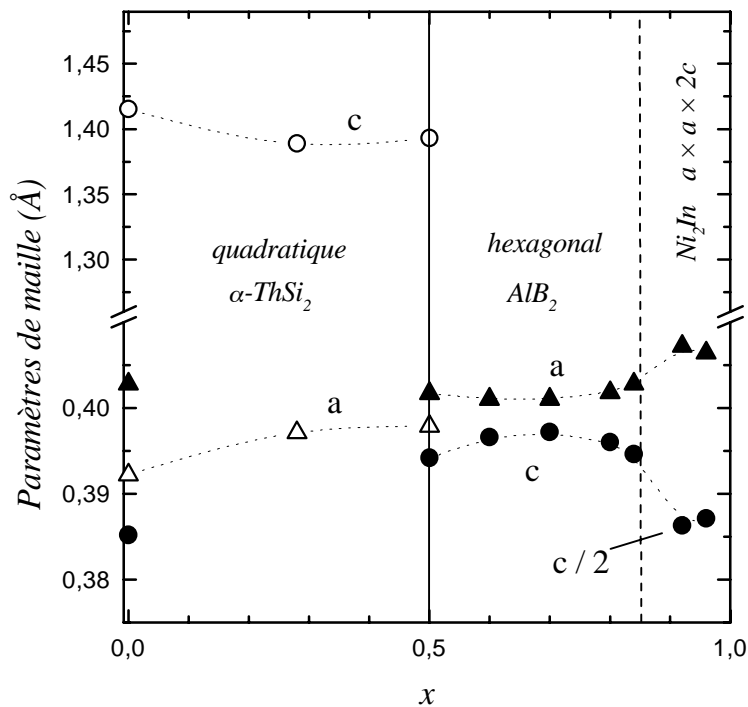 Paramètres de maille (Å)
1,45
1,40
1,35
1,30
0,40
0,39
0,38
c
quadratique
α-ThSi2
a
hexagonal
AlB2
a
c
c / 2
Ni2In a × a × 2c
0,0
0,5
1,0
x